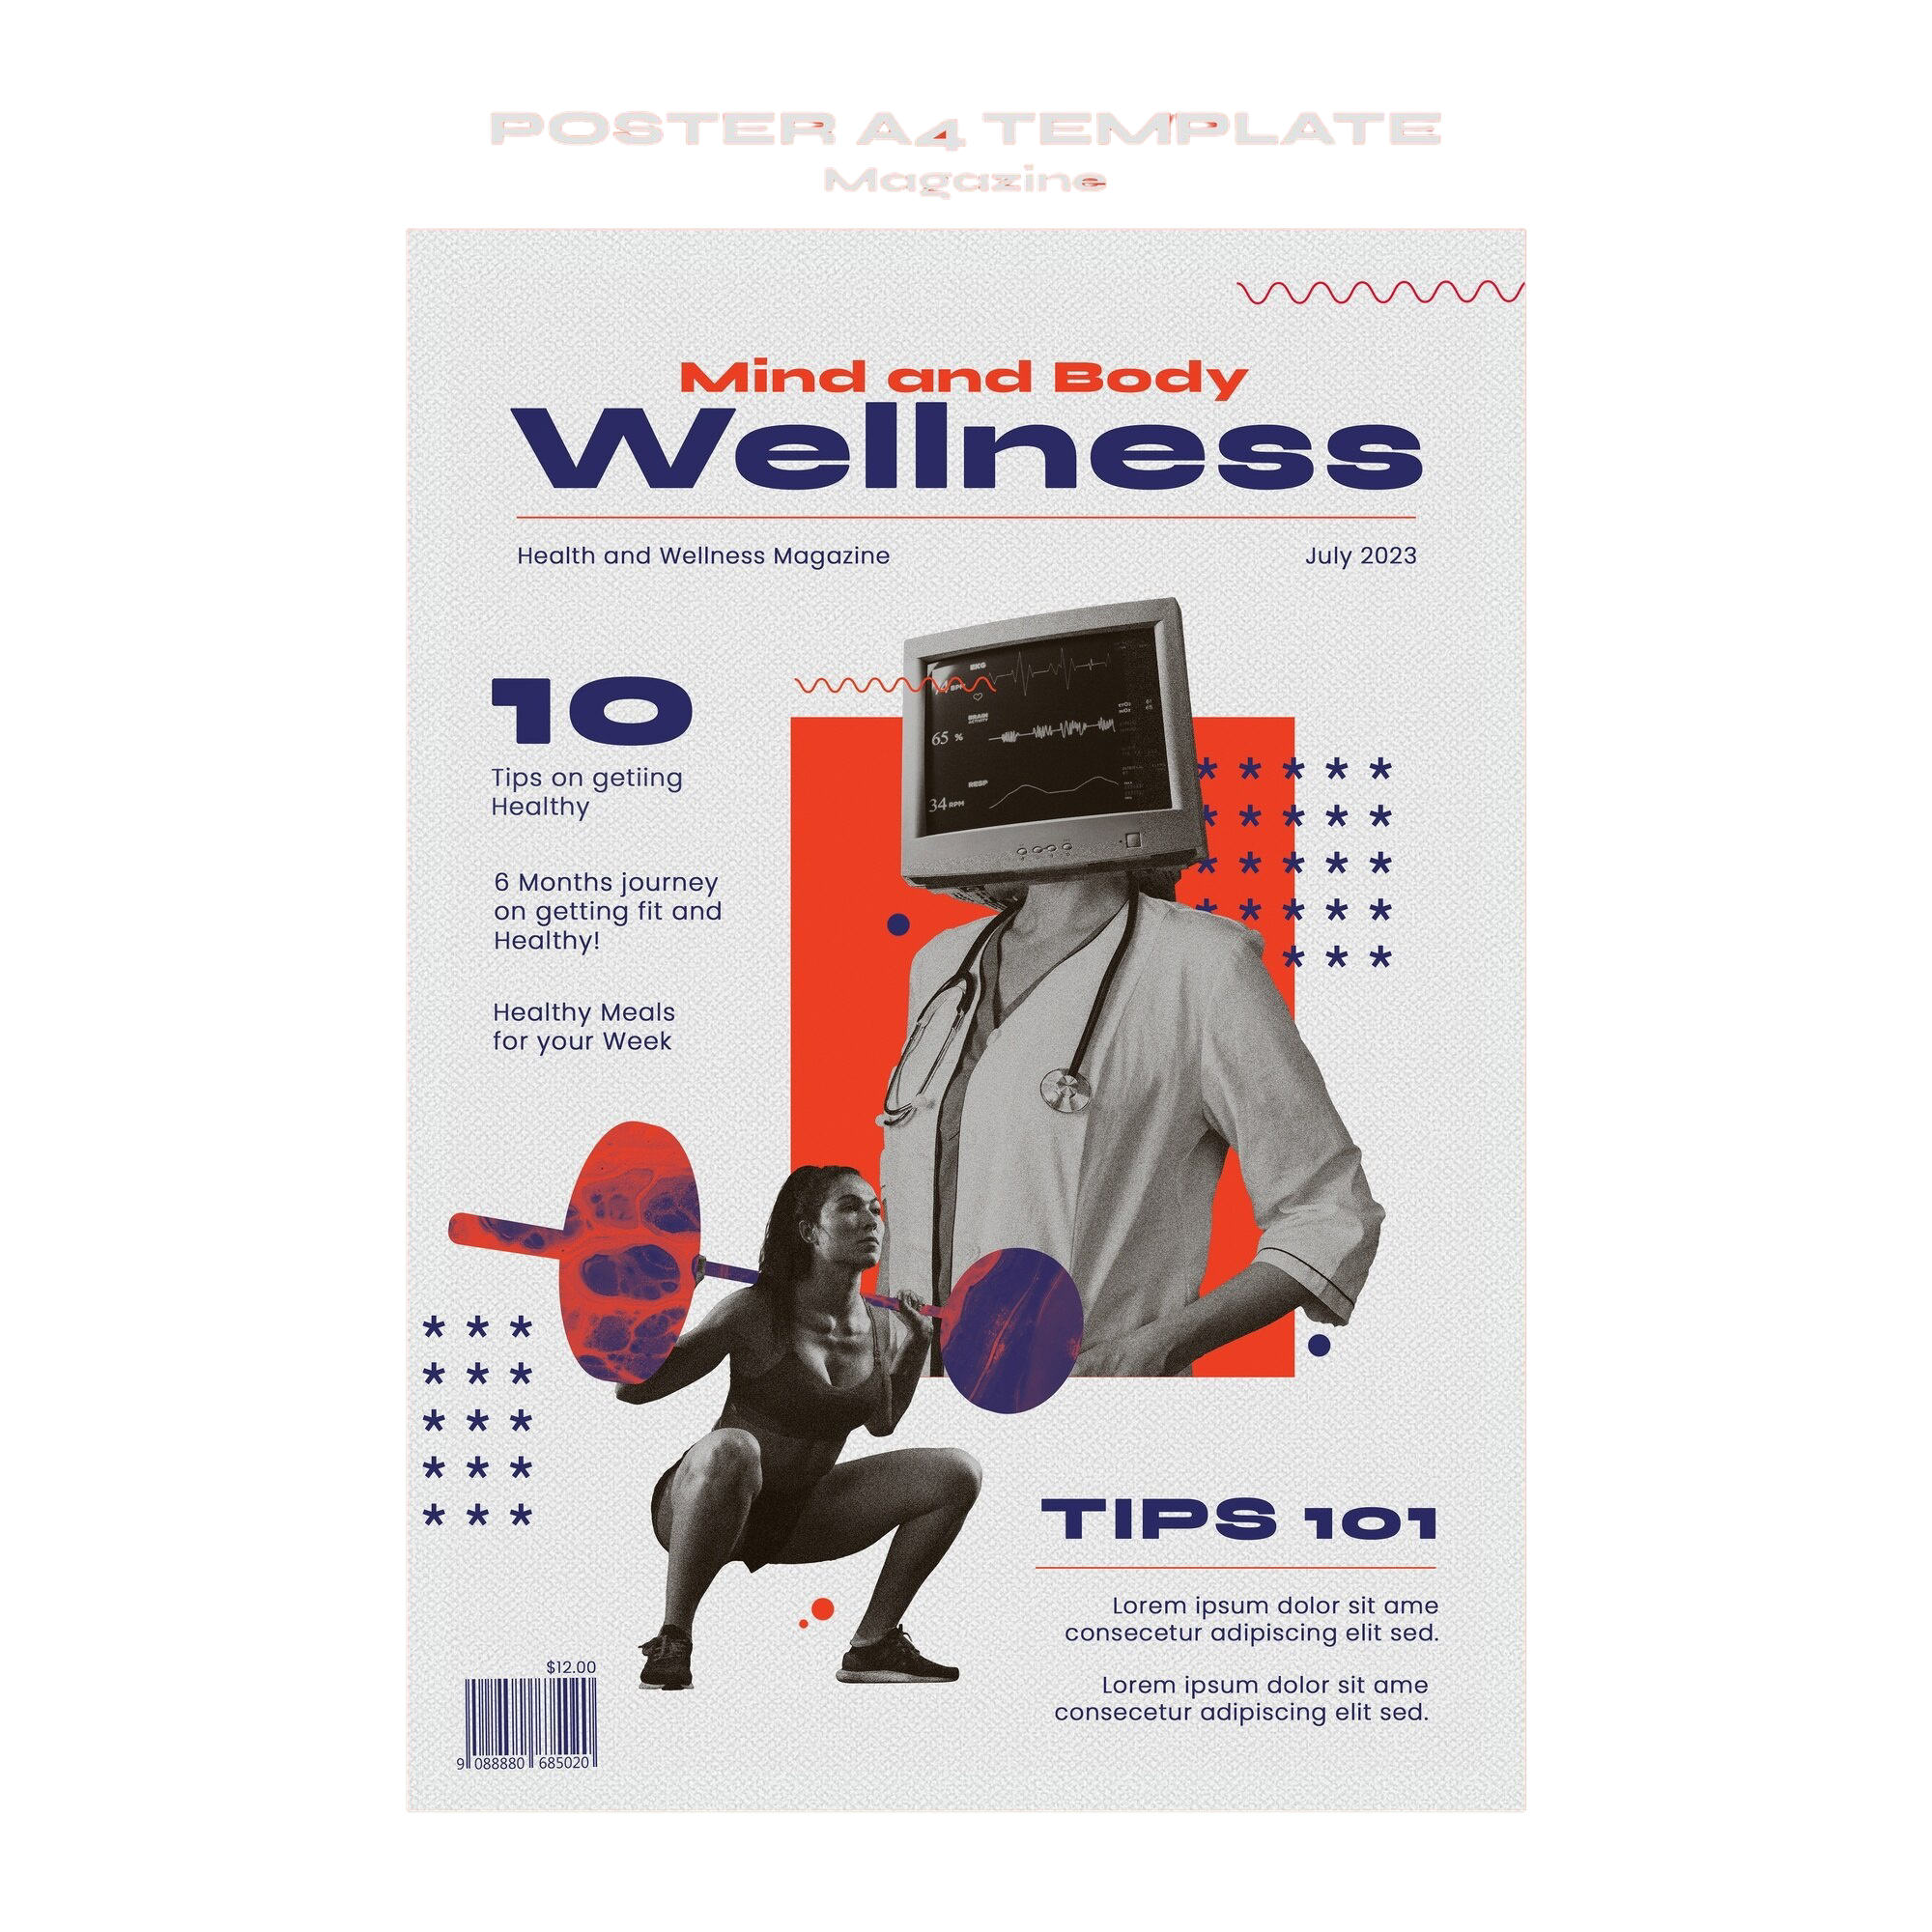 POSTER A4 TEMPLATE
Magazine
Mind and Body
Wellness
Health and Wellness Magazine
July 2023
10
Tips on getiing
Healthy
6 Months journey
on getting fit and
Healthy!
Healthy Meals
for your Week
EKG
BPM
BRAIN
ACTIVITY
65 %
RESP
34 RPM
TIPS 101
Lorem ipsum dolor sit ame
consecetur adipiscing elit sed.
Lorem ipsum dolor sit ame
consecetur adipiscing elit sed.
$12.00
9 088880 685020